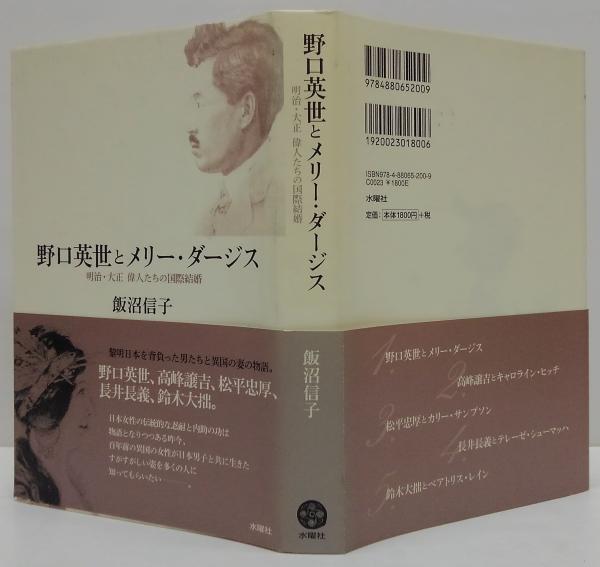 野口英世とメリー・ダージス
明治・大正 偉人たちの国際結婚
飯沼信子
黎明日本を背負った男たちと異国の妻の物語。
野口英世、高峰譲吉、松平忠厚、
長井長義、鈴木大拙。
日本女性の伝統的な忍耐と内助の功は
物語となりつつある昨今、
百年前の異国の女性が日本男子と共に生きた
すがすがしい姿を多くの人に
知ってもらいたい———。
水曜社
野口英世とメリー・ダージス
明治・大正 偉人たちの国際結婚
飯沼信子
水曜社
9784880652009
1920023018006
ISBN978-4-88065-200-9
C0023 ¥1800E
水曜社
定価：本体1800円+税
1. 野口英世とメリー・ダージス
2. 高峰譲吉とキャロライン・ヒッチ
3. 松平忠厚とカリー・サンプソン
4. 長井長義とテレーゼ・シューマッハ
5. 鈴木大拙とベアトリス・レイン